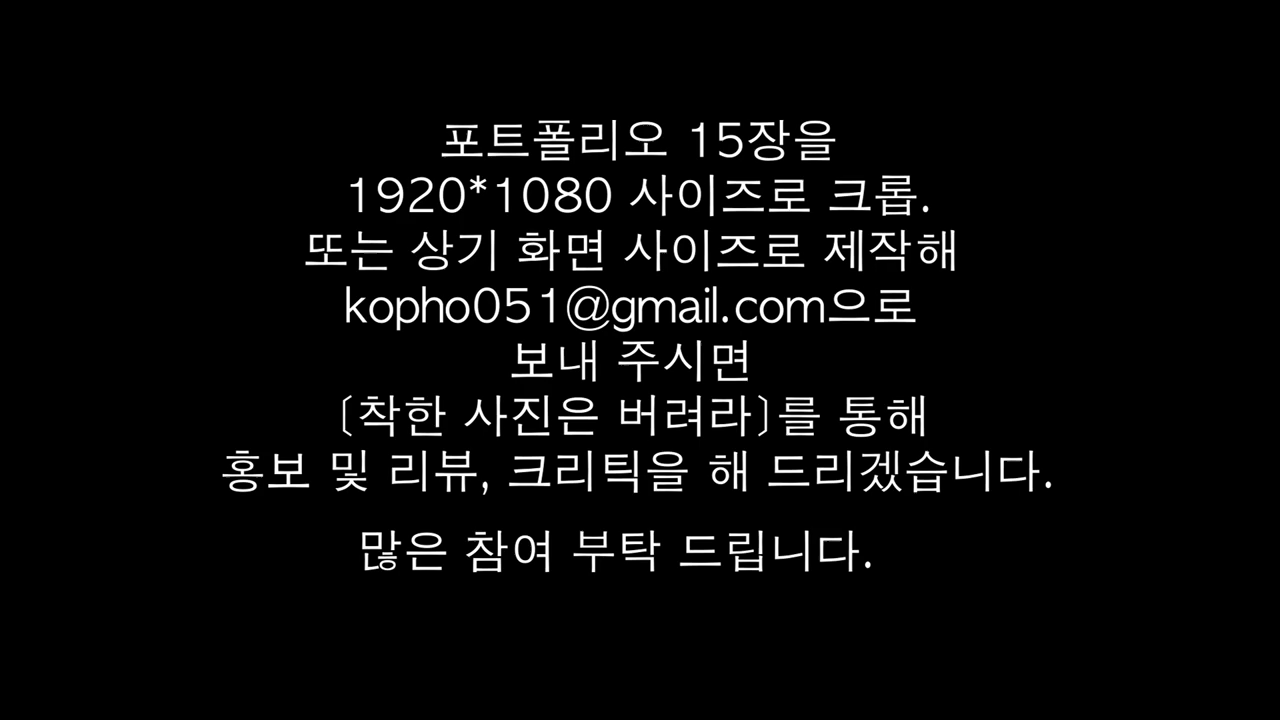 포트폴리오 15장을
1920*1080 사이즈로 크롭.
또는 상기 화면 사이즈로 제작해
kopho051@gmail.com으로
보내 주시면
〔착한 사진은 버려라〕를 통해
홍보 및 리뷰, 크리틱을 해 드리겠습니다.
많은 참여 부탁 드립니다.